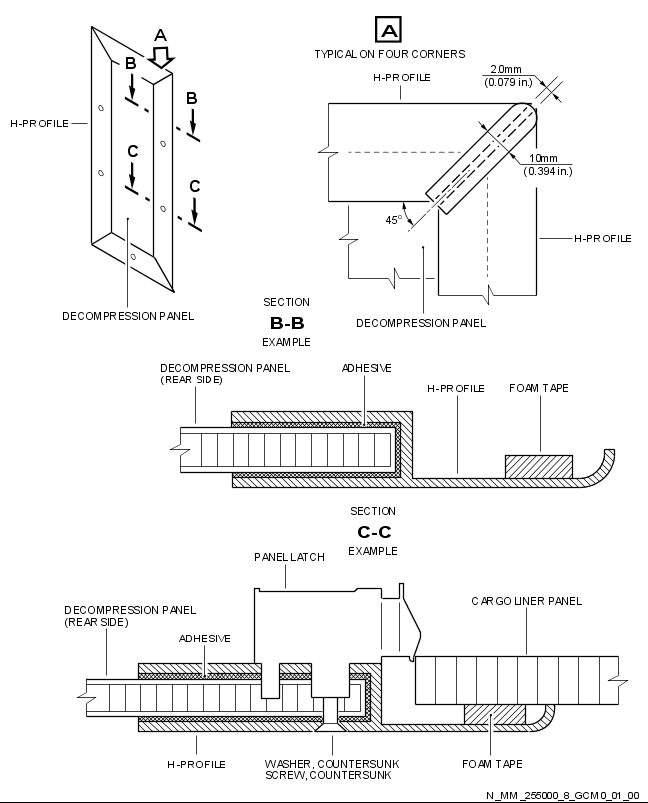 A
B
B
H-PROFILE
C
C
DECOMPRESSION PANEL
A
TYPICAL ON FOUR CORNERS
H-PROFILE
2.0mm
(0.079 in.)
10mm
(0.394 in.)
45°
H-PROFILE
DECOMPRESSION PANEL
SECTION
B-B
EXAMPLE
DECOMPRESSION PANEL
(REAR SIDE)
ADHESIVE
H-PROFILE
FOAM TAPE
SECTION
C-C
EXAMPLE
PANEL LATCH
DECOMPRESSION PANEL
(REAR SIDE)
ADHESIVE
CARGO LINER PANEL
H-PROFILE
WASHER, COUNTERSUNK
SCREW, COUNTERSUNK
FOAM TAPE
N_MM_255000_8_GCM0_01_00